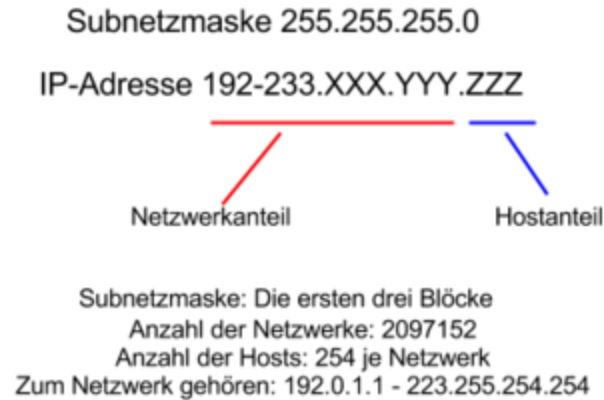 Subnetzmaske 255.255.255.0
IP-Adresse 192-233.XXX.YYY.ZZZ
Netzwerkanteil
Hostanteil
Subnetzmaske: Die ersten drei Blöcke
Anzahl der Netzwerke: 2097152
Anzahl der Hosts: 254 je Netzwerk
Zum Netzwerk gehören: 192.0.1.1 - 223.255.254.254